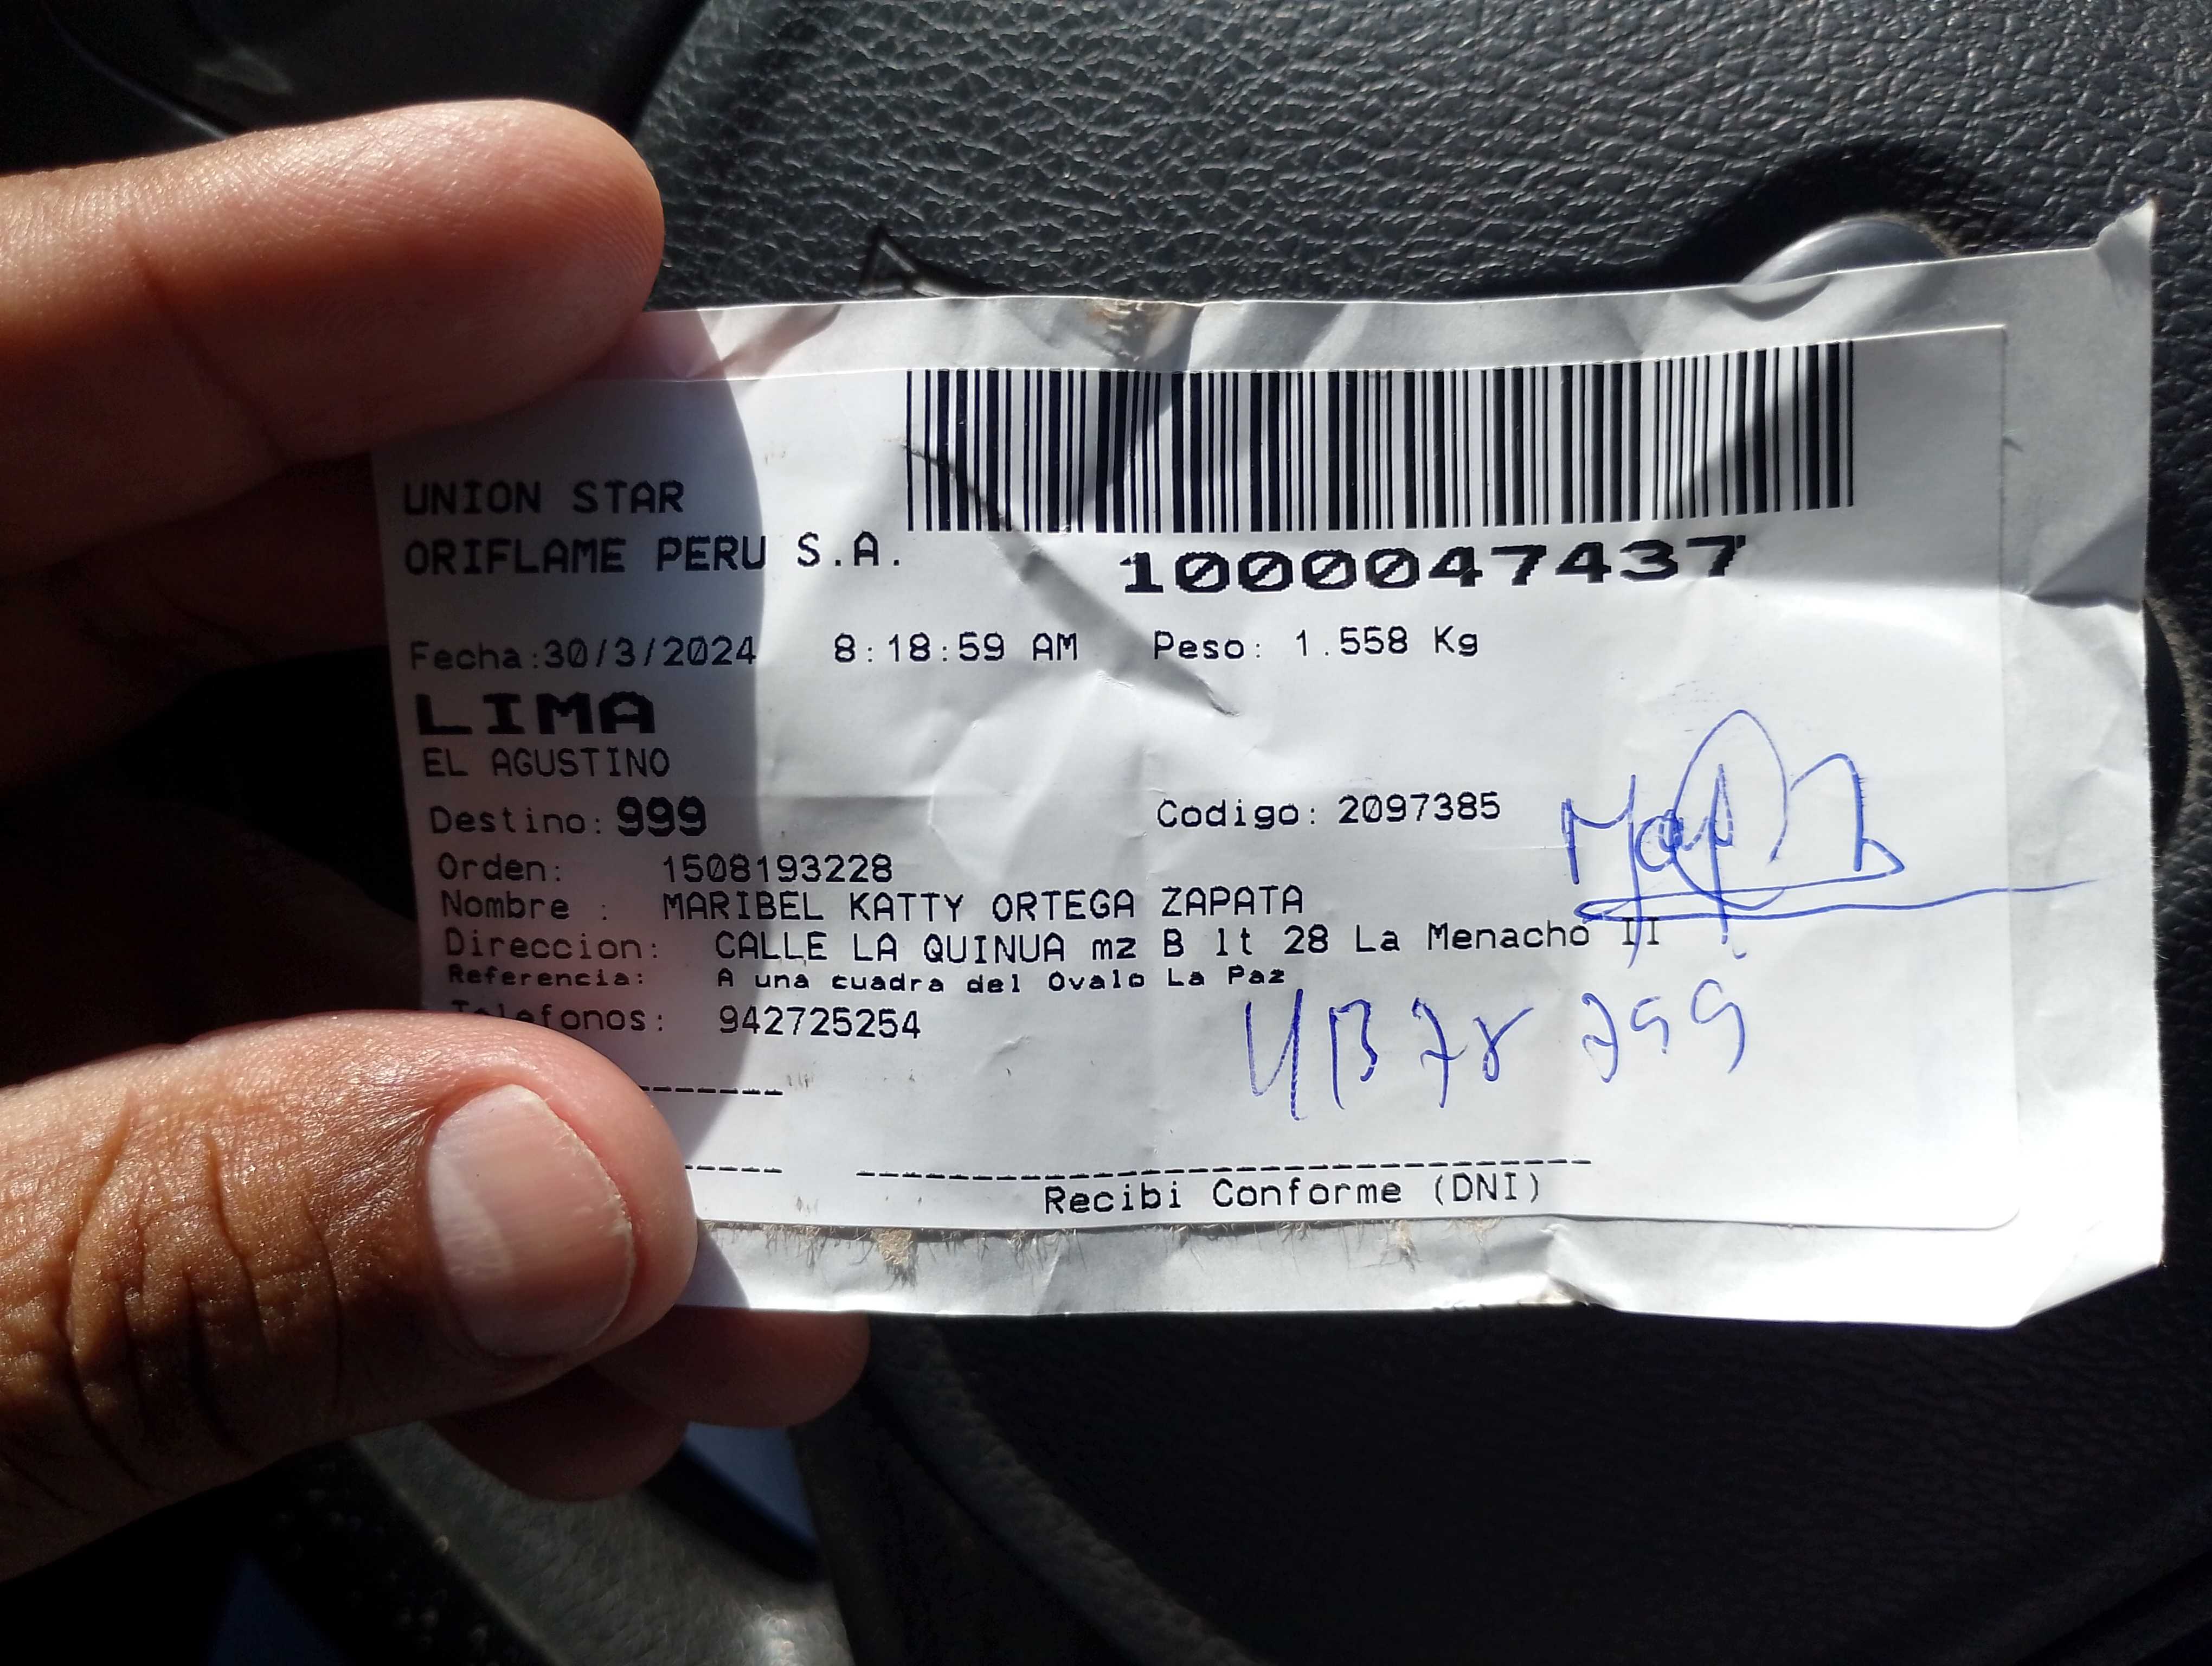 UNION STAR
ORIFLAME PERU S.A.
1000047437
Fecha:30/3/2024 8:18:59 AM Peso: 1.558 Kg
LIMA
EL AGUSTINO
Destino: 999 Codigo: 2097385
Orden: 1508193228
Nombre : MARIBEL KATTY ORTEGA ZAPATA
Direccion: CALLE LA QUINUA mz B lt 28 La Menacho II
Referencia: A una cuadra del Ovalo La Paz
Telefonos: 942725254
Recibi Conforme (DNI)